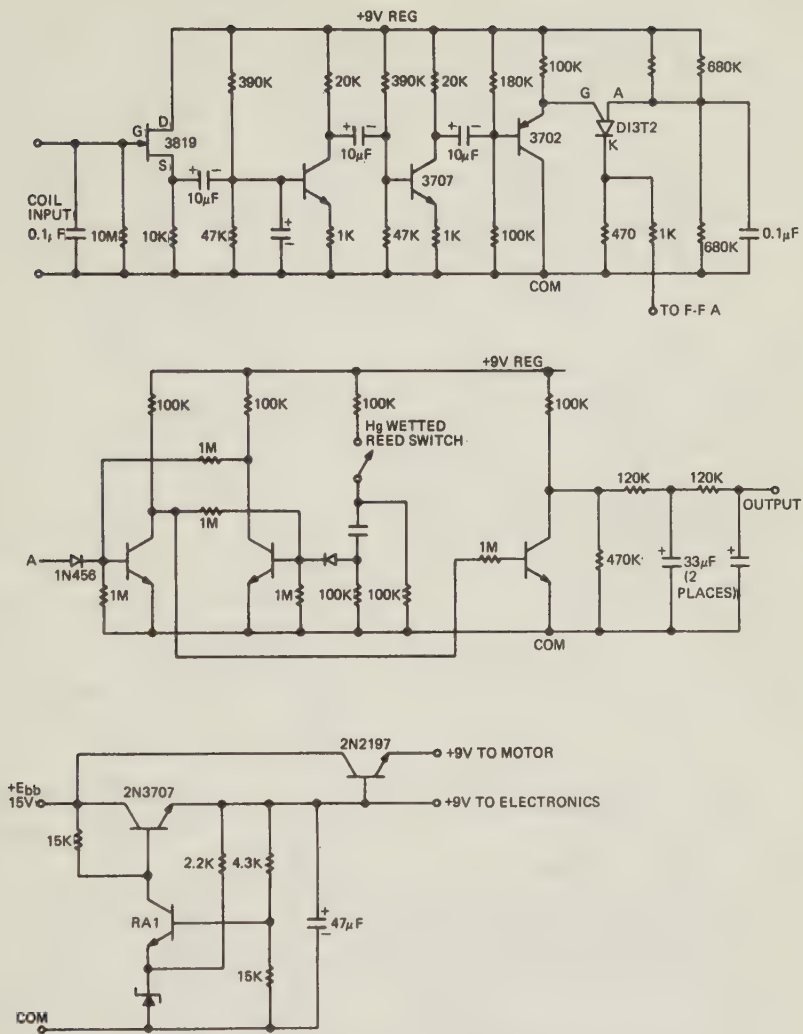 +9V REG
390K
20K
390K
20K
180K
100K
680K
D
G
3819
S
+ -
10µF
+ -
10µF
+ -
10µF
3707
3702
G
A
DI3T2
K
COIL
INPUT
0.1µF
10M
10K
47K
+
-
1K
47K
1K
100K
470
1K
680K
0.1µF
COM
TO F-F A
+9V REG
100K
100K
100K
100K
Hg WETTED
REED SWITCH
1M
1M
A
1N456
1M
1M
100K
100K
1M
120K
120K
OUTPUT
470K
+
33µF
(2
PLACES)
+
COM
2N2197
+9V TO MOTOR
+Ebb
15V
2N3707
+9V TO ELECTRONICS
15K
2.2K
4.3K
RA1
+
47µF
-
15K
COM